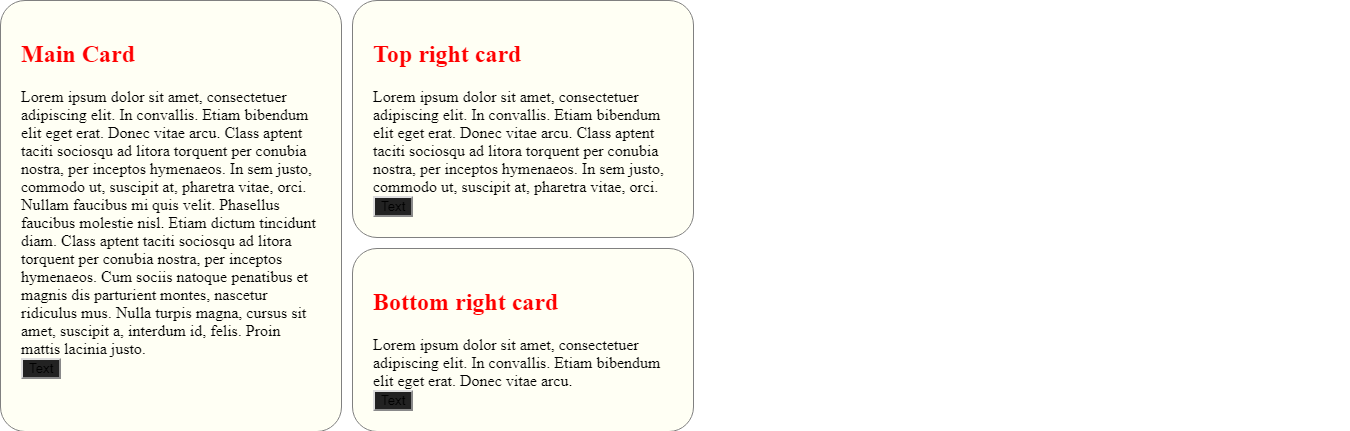 Main Card
Lorem ipsum dolor sit amet, consectetuer
adipiscing elit. In convallis. Etiam bibendum
elit eget erat. Donec vitae arcu. Class aptent
taciti sociosqu ad litora torquent per conubia
nostra, per inceptos hymenaeos. In sem justo,
commodo ut, suscipit at, pharetra vitae, orci.
Nullam faucibus mi quis velit. Phasellus
faucibus molestie nisl. Etiam dictum tincidunt
diam. Class aptent taciti sociosqu ad litora
torquent per conubia nostra, per inceptos
hymenaeos. Cum sociis natoque penatibus et
magnis dis parturient montes, nascetur
ridiculus mus. Nulla turpis magna, cursus sit
amet, suscipit a, interdum id, felis. Proin
mattis lacinia justo.
Text
Top right card
Lorem ipsum dolor sit amet, consectetuer
adipiscing elit. In convallis. Etiam bibendum
elit eget erat. Donec vitae arcu. Class aptent
taciti sociosqu ad litora torquent per conubia
nostra, per inceptos hymenaeos. In sem justo,
commodo ut, suscipit at, pharetra vitae, orci.
Text
Bottom right card
Lorem ipsum dolor sit amet, consectetuer
adipiscing elit. In convallis. Etiam bibendum
elit eget erat. Donec vitae arcu.
Text